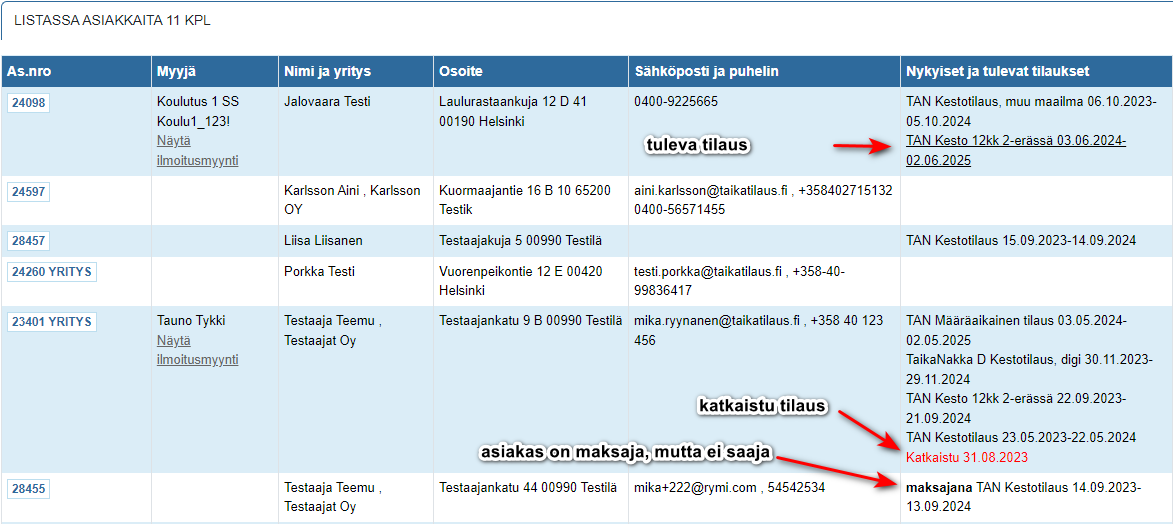 LISTASSA ASIAKKAITA 11 KPL
As.nro Myyjä Nimi ja yritys Osoite Sähköposti ja puhelin Nykyiset ja tulevat tilaukset
24098
Koulutus 1 SS
Koulu1_123!
Näytä
ilmoitusmyynti
Jalovaara Testi
Laulurastaankuja 12 D 41
00190 Helsinki
0400-9225665
tuleva tilaus
TAN Kestotilaus, muu maailma 06.10.2023-
05.10.2024
TAN Kesto 12kk 2-erässä 03.06.2024-
02.06.2025
24597
Karlsson Aini , Karlsson
OY
Kuormaajantie 16 B 10 65200
Testik
aini.karlsson@taikatilaus.fi , +358402715132
0400-56571455
28457
Liisa Liisanen
Testaajakuja 5 00990 Testilä
TAN Kestotilaus 15.09.2023-14.09.2024
24260 YRITYS
Porkka Testi
Vuorenpeikontie 12 E 00420
Helsinki
testi.porkka@taikatilaus.fi , +358-40-
99836417
23401 YRITYS
Tauno Tykki
Näytä
ilmoitusmyynti
Testaaja Teemu ,
Testaajat Oy
Testaajankatu 9 B 00990 Testilä
mika.ryynanen@taikatilaus.fi , +358 40 123
456
TAN Määräaikainen tilaus 03.05.2024-
02.05.2025
TaikaNakka D Kestotilaus, digi 30.11.2023-
29.11.2024
TAN Kesto 12kk 2-erässä 22.09.2023-
21.09.2024
TAN Kestotilaus 23.05.2023-22.05.2024
Katkaistu 31.08.2023
katkaistu tilaus
asiakas on maksaja, mutta ei saaja
28455
Testaaja Teemu ,
Testaajat Oy
Testaajankatu 44 00990 Testilä
mika+222@rymi.com , 54542534
maksajana TAN Kestotilaus 14.09.2023-
13.09.2024